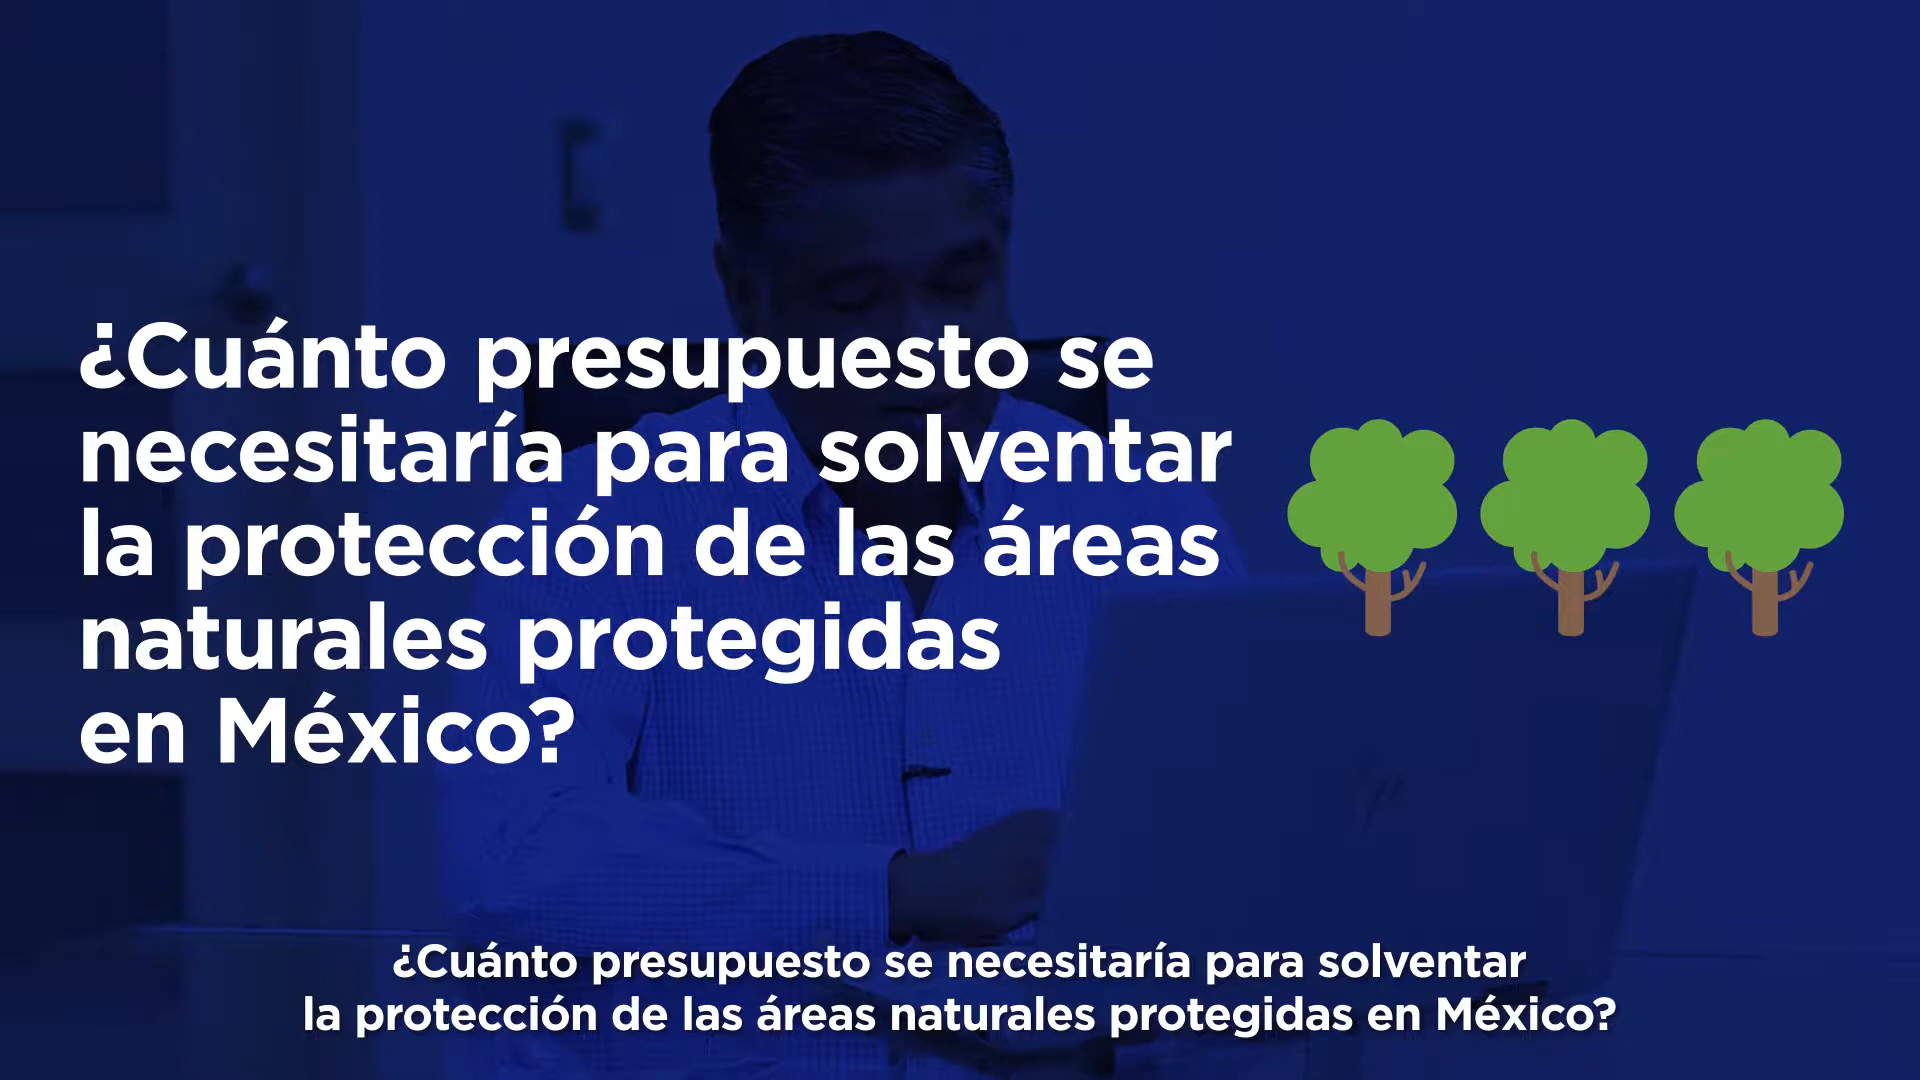 ¿Cuánto presupuesto se
necesitaría para solventar
la protección de las áreas
naturales protegidas
en México?
¿Cuánto presupuesto se necesitaría para solventar
la protección de las áreas naturales protegidas en México?